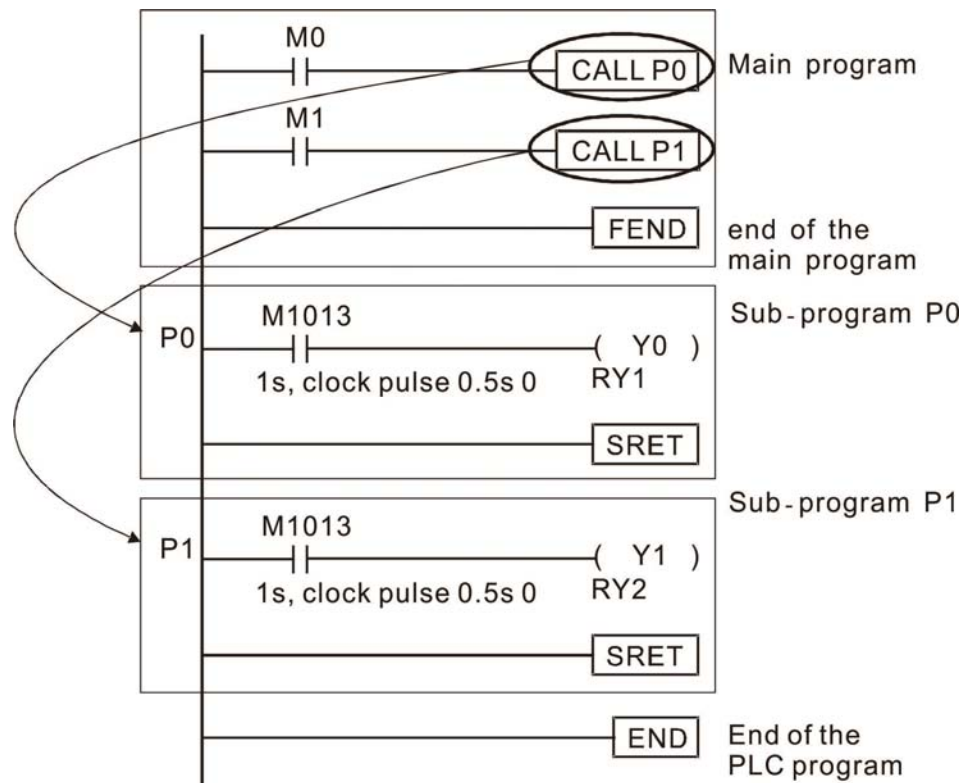 M0
CALL P0
Main program
M1
CALL P1
FEND
end of the
main program
Sub-program P0
P0
M1013
( Y0 )
RY1
1s, clock pulse 0.5s 0
SRET
Sub-program P1
P1
M1013
( Y1 )
RY2
1s, clock pulse 0.5s 0
SRET
END
End of the
PLC program